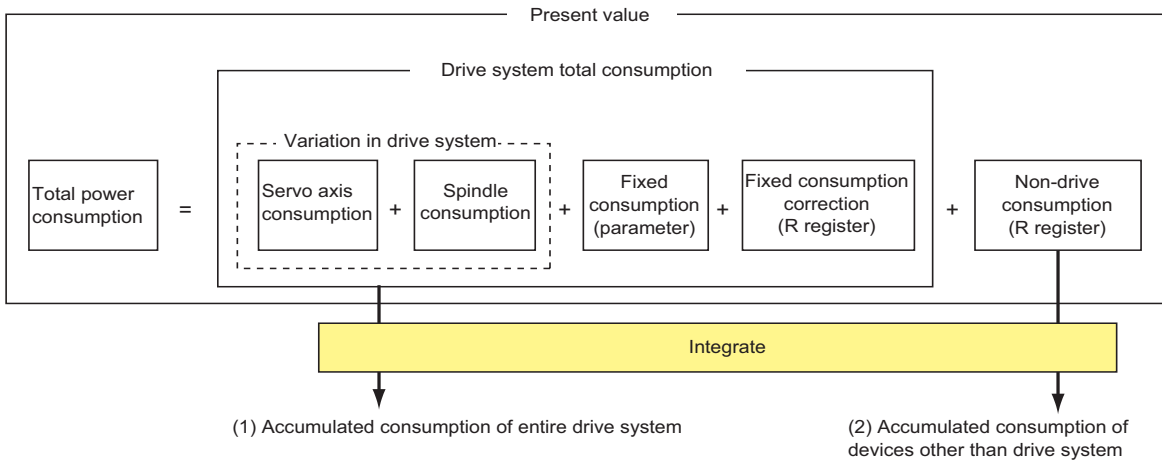 Present value
Drive system total consumption
Variation in drive system
Total power
consumption
=
Servo axis
consumption
+
Spindle
consumption
+
Fixed
consumption
(parameter)
+
Fixed consumption
correction
(R register)
+
Non-drive
consumption
(R register)
Integrate
(1) Accumulated consumption of entire drive system
(2) Accumulated consumption of
devices other than drive system